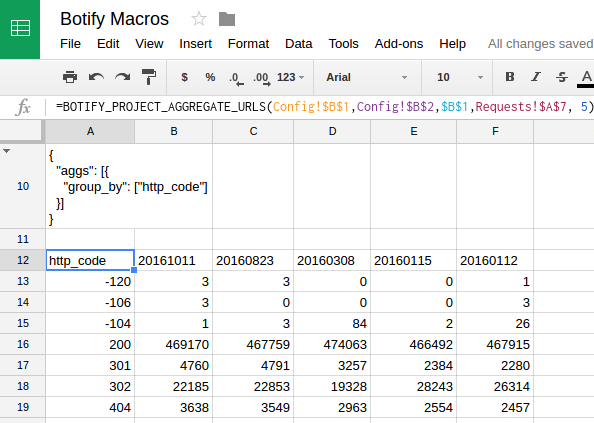 Botify Macros
File Edit View Insert Format Data Tools Add-ons Help All changes saved
$ % .0 .00 123 Arial 10 B I S A
fx =BOTIFY_PROJECT_AGGREGATE_URLS(Config!$B$1,Config!$B$2,$B$1,Requests!$A$7, 5)
A B C D E F
10 {
"aggs": [{
"group_by": ["http_code"]
}]
}
11
12 http_code 20161011 20160823 20160308 20160115 20160112
13 -120 3 3 0 0 1
14 -106 3 0 0 0 3
15 -104 1 3 84 2 26
16 200 469170 467759 474063 466492 467915
17 301 4760 4791 3257 2384 2280
18 302 22185 22853 19328 28243 26314
19 404 3638 3549 2963 2554 2457